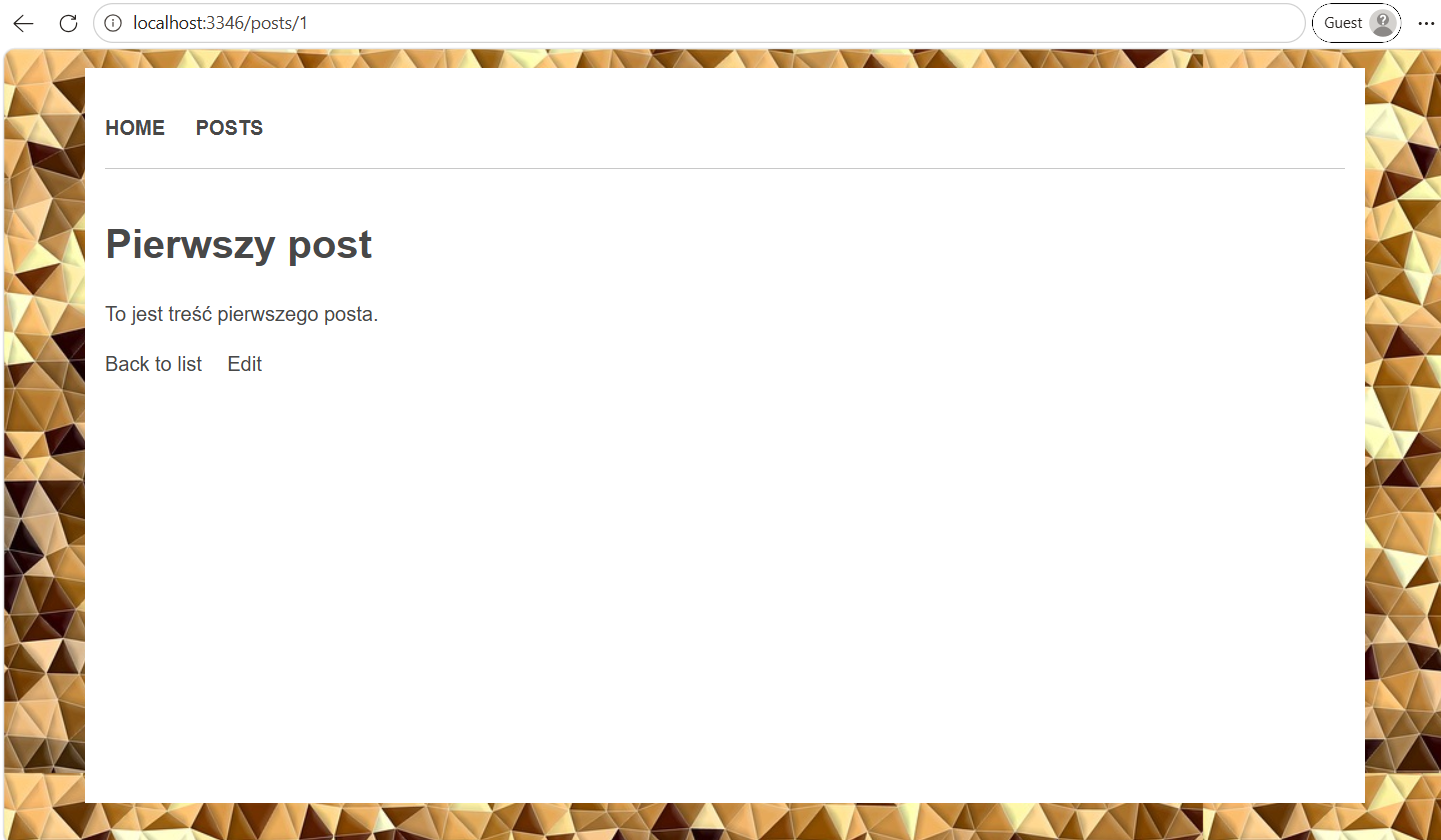 localhost:3346/posts/1 Guest
HOME POSTS
Pierwszy post
To jest treść pierwszego posta.
Back to list Edit